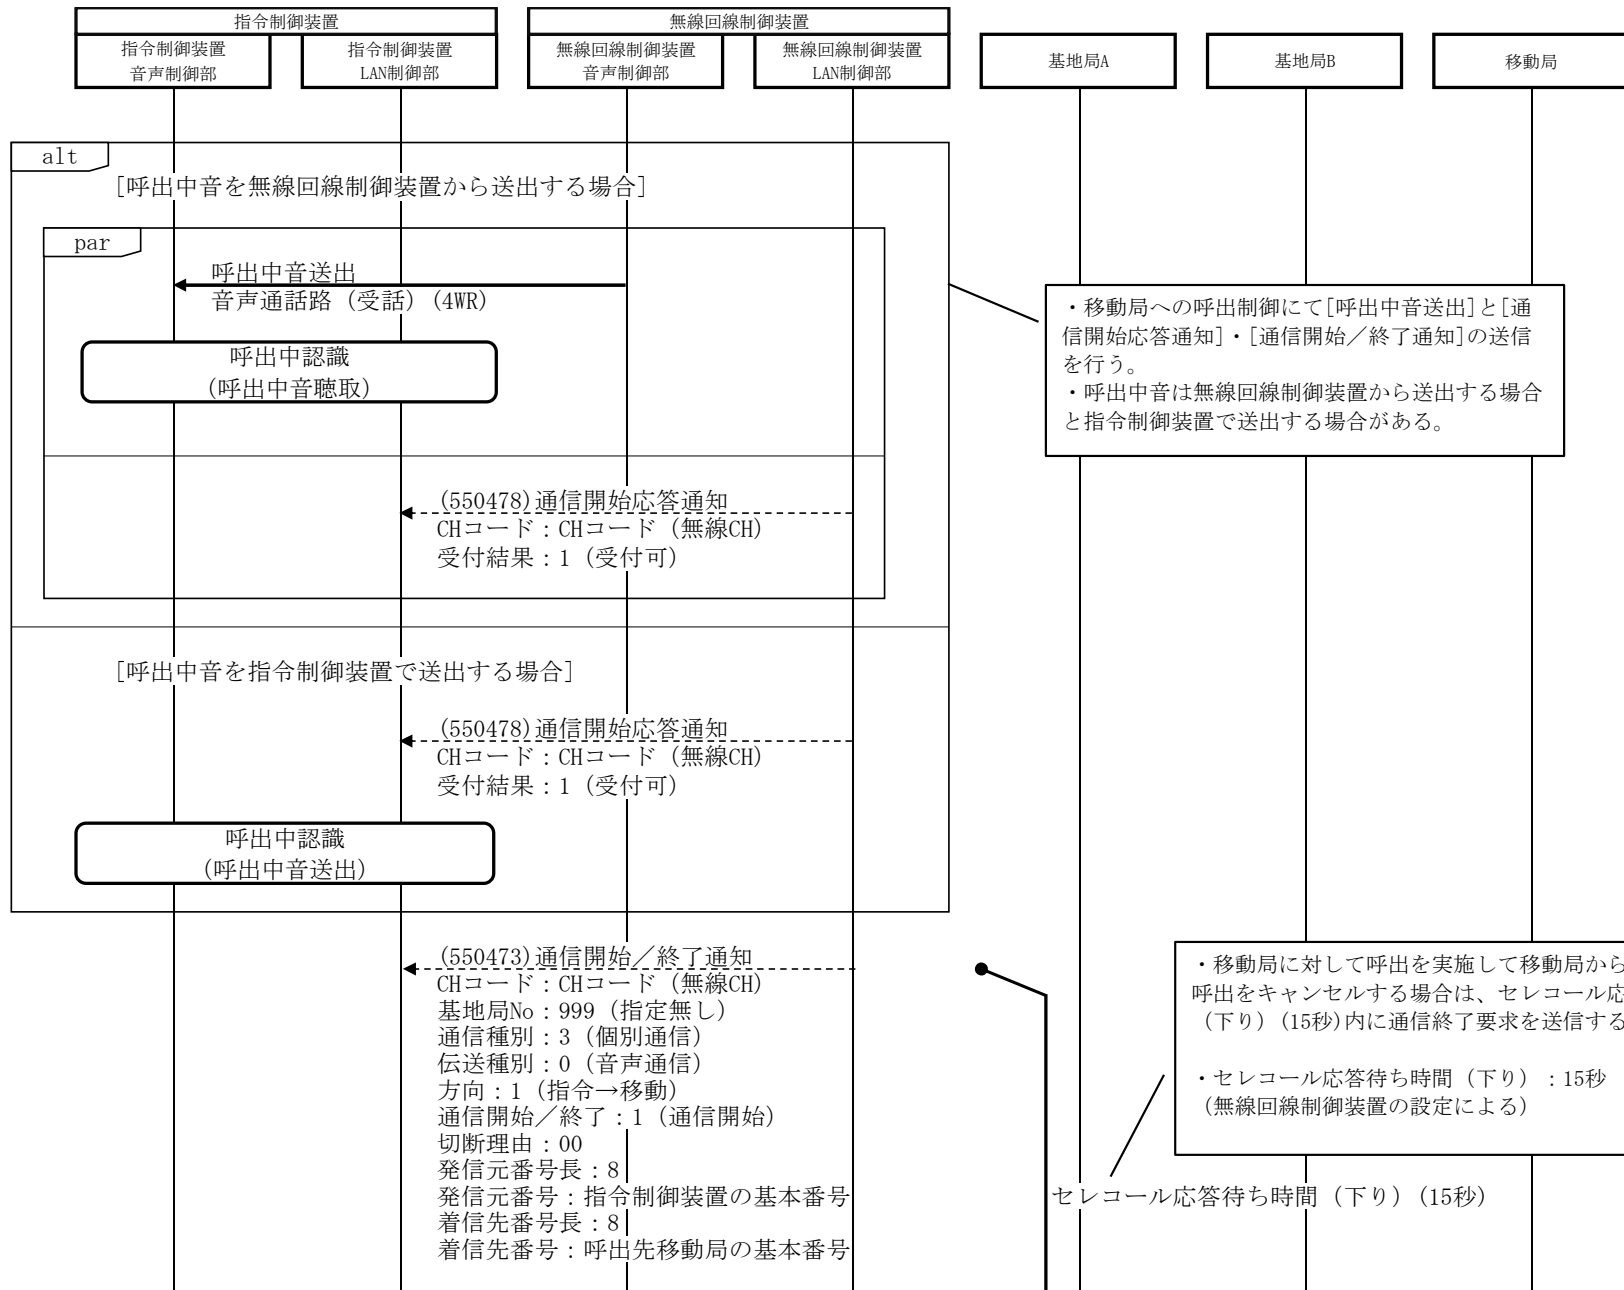 指令制御装置
無線回線制御装置
指令制御装置
音声制御部
指令制御装置
LAN制御部
無線回線制御装置
音声制御部
無線回線制御装置
LAN制御部
基地局A
基地局B
移動局
alt
[呼出中音を無線回線制御装置から送出する場合]
par
呼出中音送出
音声通話路（受話）(4WR)
呼出中認識
(呼出中音聴取)
・移動局への呼出制御にて[呼出中音送出]と[通
信開始応答通知]・[通信開始／終了通知]の送信
を行う。
・呼出中音は無線回線制御装置から送出する場合
と指令制御装置で送出する場合がある。
(550478)通信開始応答通知
CHコード：CHコード（無線CH）
受付結果：1（受付可）
[呼出中音を指令制御装置で送出する場合]
(550478)通信開始応答通知
CHコード：CHコード（無線CH）
受付結果：1（受付可）
呼出中認識
(呼出中音送出)
(550473)通信開始／終了通知
CHコード：CHコード（無線CH）
基地局No：999（指定無し）
通信種別：3（個別通信）
伝送種別：0（音声通信）
方向：1（指令→移動）
通信開始／終了：1（通信開始）
切断理由：00
発信元番号長：8
発信元番号：指令制御装置の基本番号
着信先番号長：8
着信先番号：呼出先移動局の基本番号
・移動局に対して呼出を実施して移動局から
呼出をキャンセルする場合は、セレコール応
（下り）(15秒)内に通信終了要求を送信する
・セレコール応答待ち時間（下り）：15秒
（無線回線制御装置の設定による）
セレコール応答待ち時間（下り）(15秒)